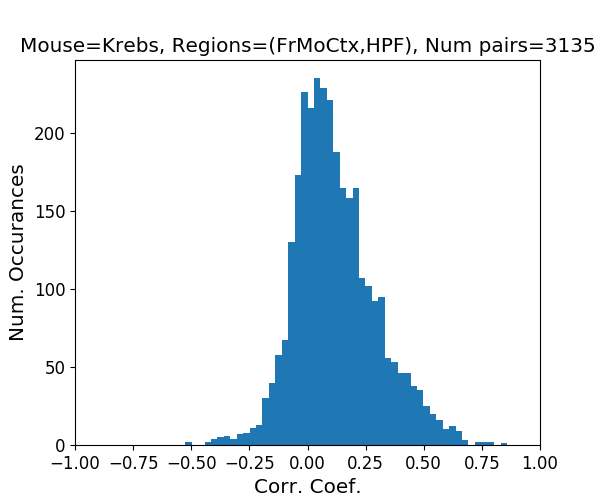 Mouse=Krebs, Regions=(FrMoCtx,HPF), Num pairs=3135
Num. Occurances
200
150
100
50
0
−1.00 −0.75 −0.50 −0.25 0.00 0.25 0.50 0.75 1.00
Corr. Coef.